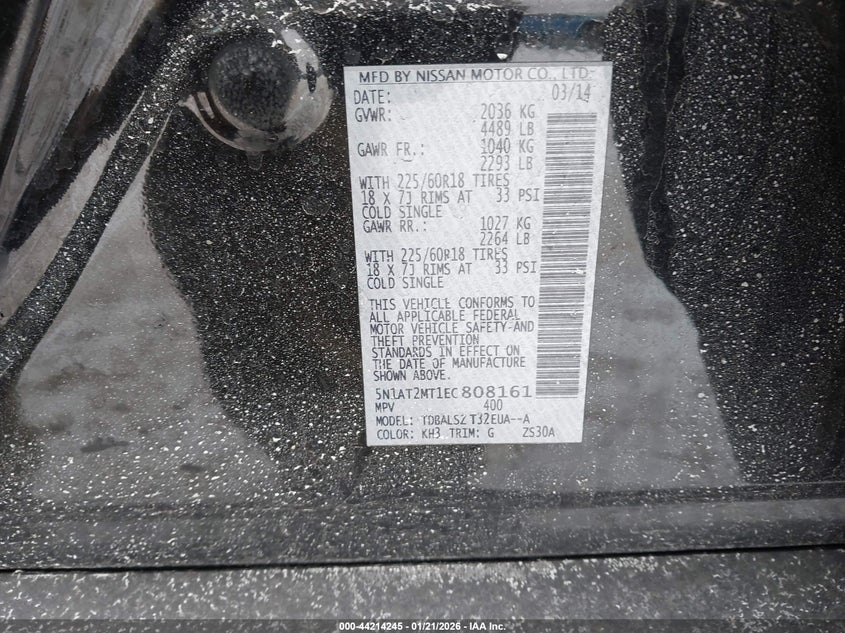 MFD BY NISSAN MOTOR CO., LTD.
DATE: 03/14
GVWR: 2036 KG
4489 LB
GAWR FR.: 1040 KG
2293 LB
WITH 225/60R18 TIRES
18 X 7J RIMS AT 33 PSI
COLD SINGLE
GAWR RR.: 1027 KG
2264 LB
WITH 225/60R18 TIRES
18 X 7J RIMS AT 33 PSI
COLD SINGLE
THIS VEHICLE CONFORMS TO
ALL APPLICABLE FEDERAL
MOTOR VEHICLE SAFETY AND
THEFT PREVENTION
STANDARDS IN EFFECT ON
THE DATE OF MANUFACTURE
SHOWN ABOVE.
5N1AT2MT1EC808161
MPV 400
MODEL: TDBALS2 T32EUA--A
COLOR: KH3 TRIM: G ZS30A
000-44214245 - 01/21/2026 - IAA Inc.